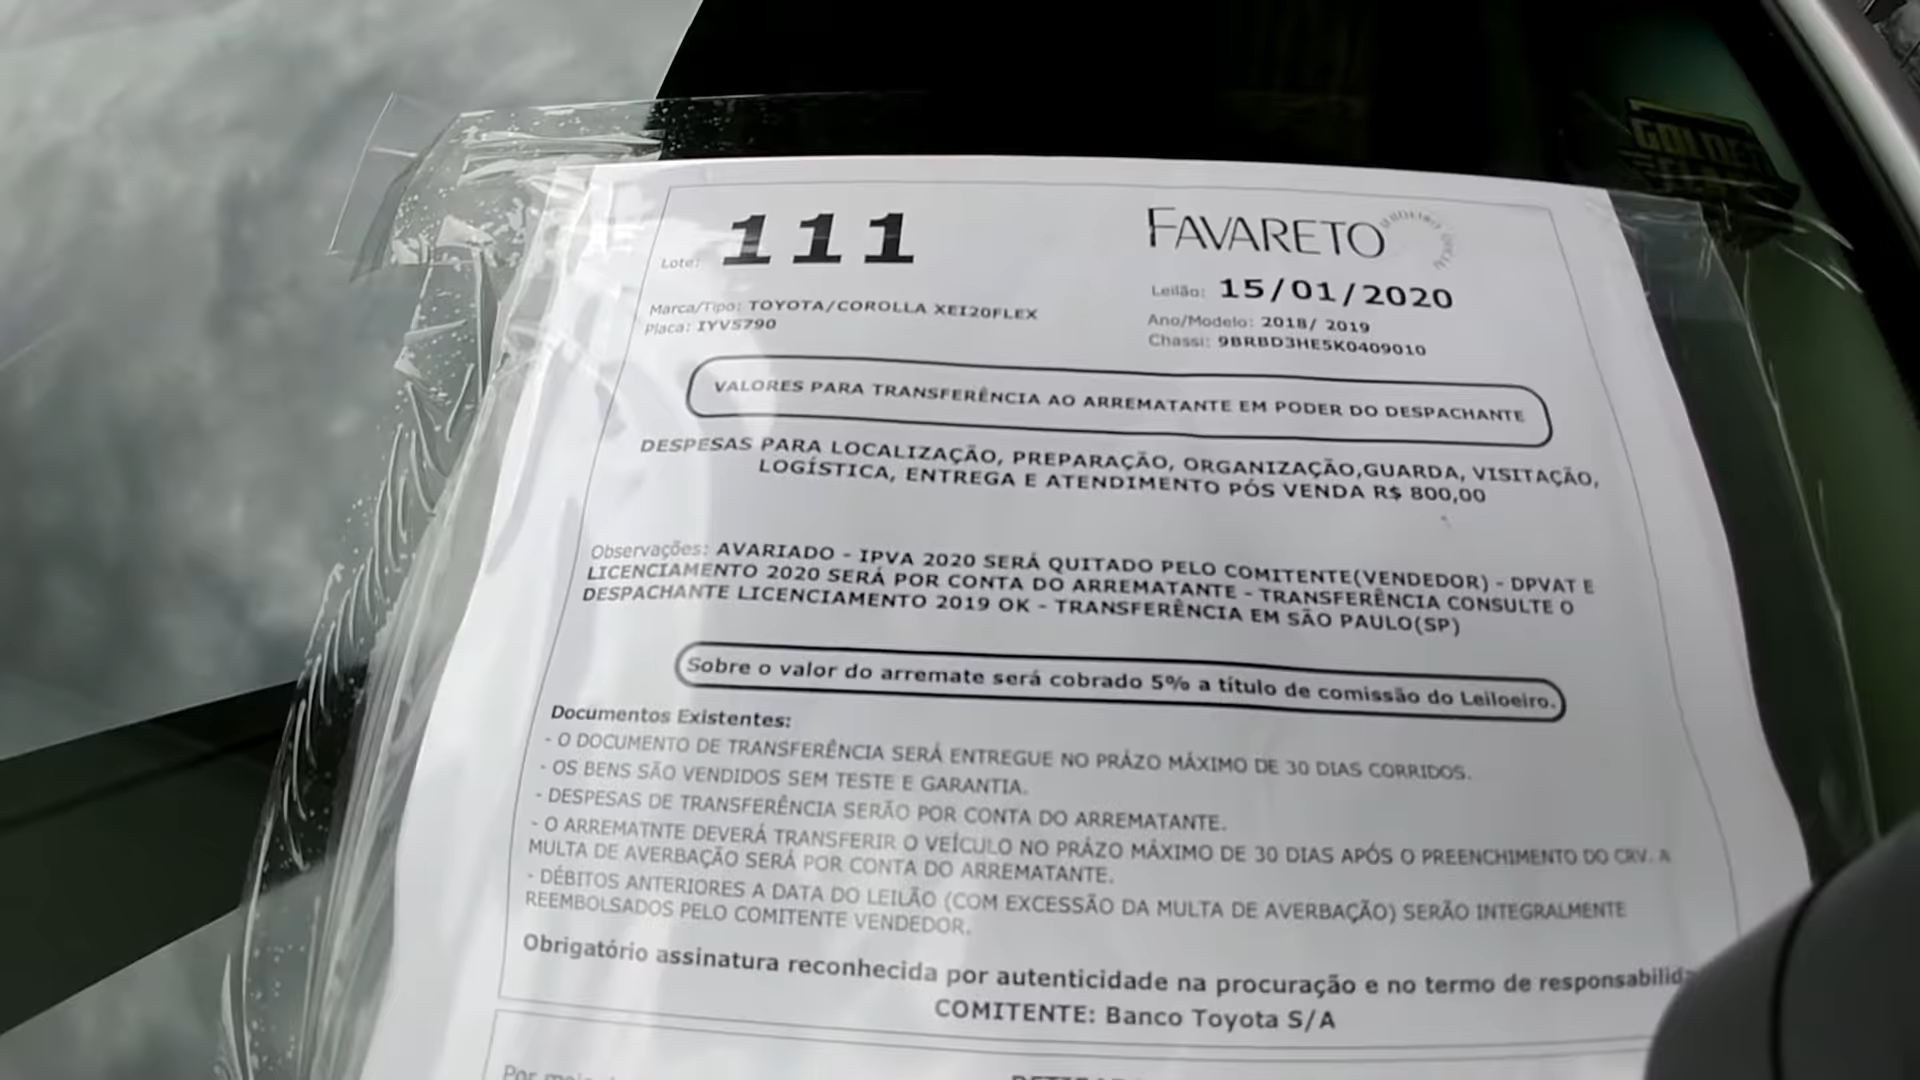 GOLDEN
Lote: 111
FAVARETO
LEILOEIRO OFICIAL
Leilão: 15/01/2020
Marca/Tipo: TOYOTA/COROLLA XEI20FLEX
Ano/Modelo: 2018/ 2019
Placa: IYV5790
Chassi: 9BRBD3HE5K0409010
VALORES PARA TRANSFERÊNCIA AO ARREMATANTE EM PODER DO DESPACHANTE
DESPESAS PARA LOCALIZAÇÃO, PREPARAÇÃO, ORGANIZAÇÃO,GUARDA, VISITAÇÃO,
LOGÍSTICA, ENTREGA E ATENDIMENTO PÓS VENDA R$ 800,00
Observações: AVARIADO - IPVA 2020 SERÁ QUITADO PELO COMITENTE(VENDEDOR) - DPVAT E
LICENCIAMENTO 2020 SERÁ POR CONTA DO ARREMATANTE - TRANSFERÊNCIA CONSULTE O
DESPACHANTE LICENCIAMENTO 2019 OK - TRANSFERÊNCIA EM SÃO PAULO(SP)
Sobre o valor do arremate será cobrado 5% a título de comissão do Leiloeiro.
Documentos Existentes:
- O DOCUMENTO DE TRANSFERÊNCIA SERÁ ENTREGUE NO PRÁZO MÁXIMO DE 30 DIAS CORRIDOS.
- OS BENS SÃO VENDIDOS SEM TESTE E GARANTIA.
- DESPESAS DE TRANSFERÊNCIA SERÃO POR CONTA DO ARREMATANTE.
- O ARREMATNTE DEVERÁ TRANSFERIR O VEÍCULO NO PRÁZO MÁXIMO DE 30 DIAS APÓS O PREENCHIMENTO DO CRV. A
MULTA DE AVERBAÇÃO SERÁ POR CONTA DO ARREMATANTE.
- DÉBITOS ANTERIORES A DATA DO LEILÃO (COM EXCESSÃO DA MULTA DE AVERBAÇÃO) SERÃO INTEGRALMENTE
REEMBOLSADOS PELO COMITENTE VENDEDOR.
Obrigatório assinatura reconhecida por autenticidade na procuração e no termo de responsabilida
COMITENTE: Banco Toyota S/A
Por